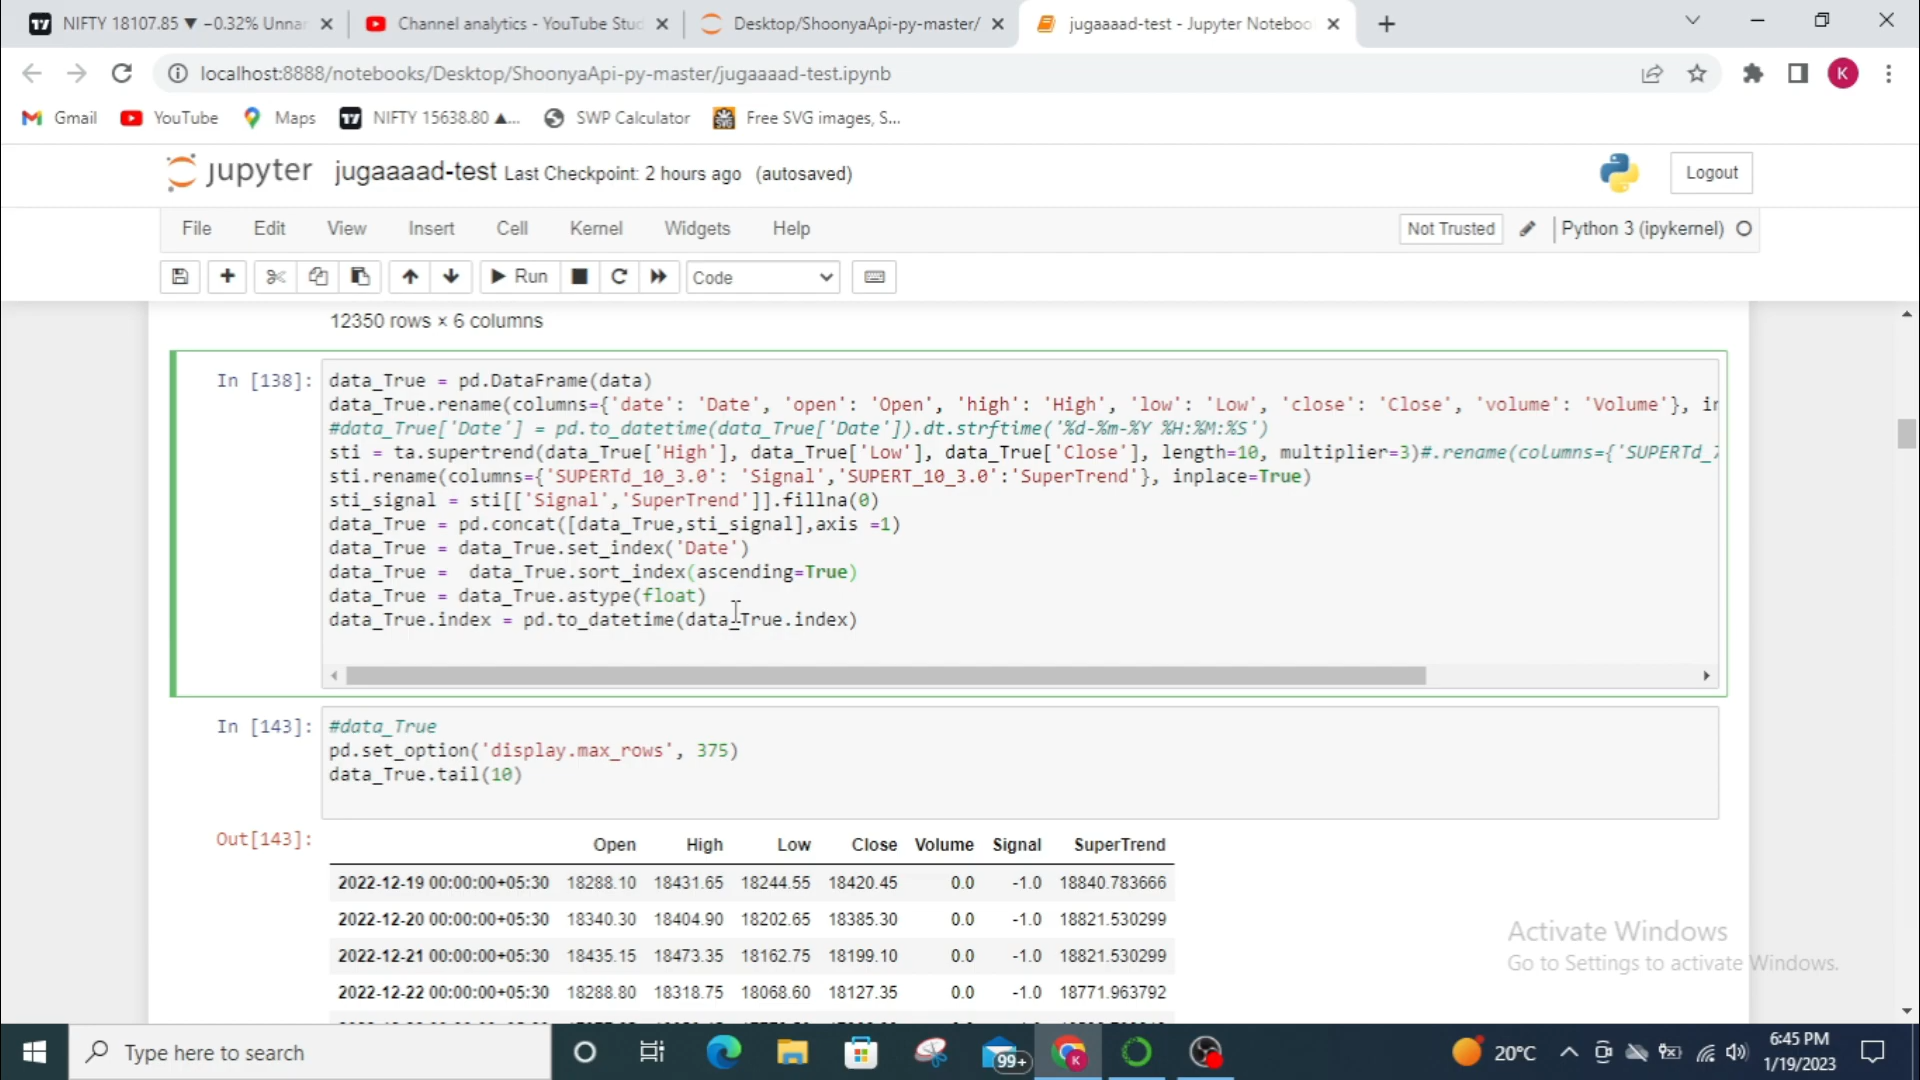 NIFTY 18107.85 ▼ −0.32% Unnar
Channel analytics - YouTube Stud
Desktop/ShoonyaApi-py-master/
jugaaaad-test - Jupyter Noteboo
localhost:8888/notebooks/Desktop/ShoonyaApi-py-master/jugaaaad-test.ipynb
K
Gmail
YouTube
Maps
NIFTY 15638.80 ▲...
SWP Calculator
Free SVG images, S...
jupyter
jugaaaad-test Last Checkpoint: 2 hours ago (autosaved)
Logout
File Edit View Insert Cell Kernel Widgets Help
Not Trusted
Python 3 (ipykernel)
Run
Code
12350 rows × 6 columns
In [138]:
data_True = pd.DataFrame(data)
data_True.rename(columns={'date': 'Date', 'open': 'Open', 'high': 'High', 'low': 'Low', 'close': 'Close', 'volume': 'Volume'}, in
#data_True['Date'] = pd.to_datetime(data_True['Date']).dt.strftime('%d-%m-%Y %H:%M:%S')
sti = ta.supertrend(data_True['High'], data_True['Low'], data_True['Close'], length=10, multiplier=3)#.rename(columns={'SUPERTd_7
sti.rename(columns={'SUPERTd_10_3.0': 'Signal','SUPERT_10_3.0':'SuperTrend'}, inplace=True)
sti_signal = sti[['Signal','SuperTrend']].fillna(0)
data_True = pd.concat([data_True,sti_signal],axis =1)
data_True = data_True.set_index('Date')
data_True =  data_True.sort_index(ascending=True)
data_True = data_True.astype(float)
data_True.index = pd.to_datetime(data_True.index)
In [143]:
#data_True
pd.set_option('display.max_rows', 375)
data_True.tail(10)
Out[143]:
Open High Low Close Volume Signal SuperTrend
2022-12-19 00:00:00+05:30 18288.10 18431.65 18244.55 18420.45 0.0 -1.0 18840.783666
2022-12-20 00:00:00+05:30 18340.30 18404.90 18202.65 18385.30 0.0 -1.0 18821.530299
2022-12-21 00:00:00+05:30 18435.15 18473.35 18162.75 18199.10 0.0 -1.0 18821.530299
2022-12-22 00:00:00+05:30 18288.80 18318.75 18068.60 18127.35 0.0 -1.0 18771.963792
Activate Windows
Go to Settings to activate Windows.
Type here to search
99+
K
20°C
6:45 PM
1/19/2023